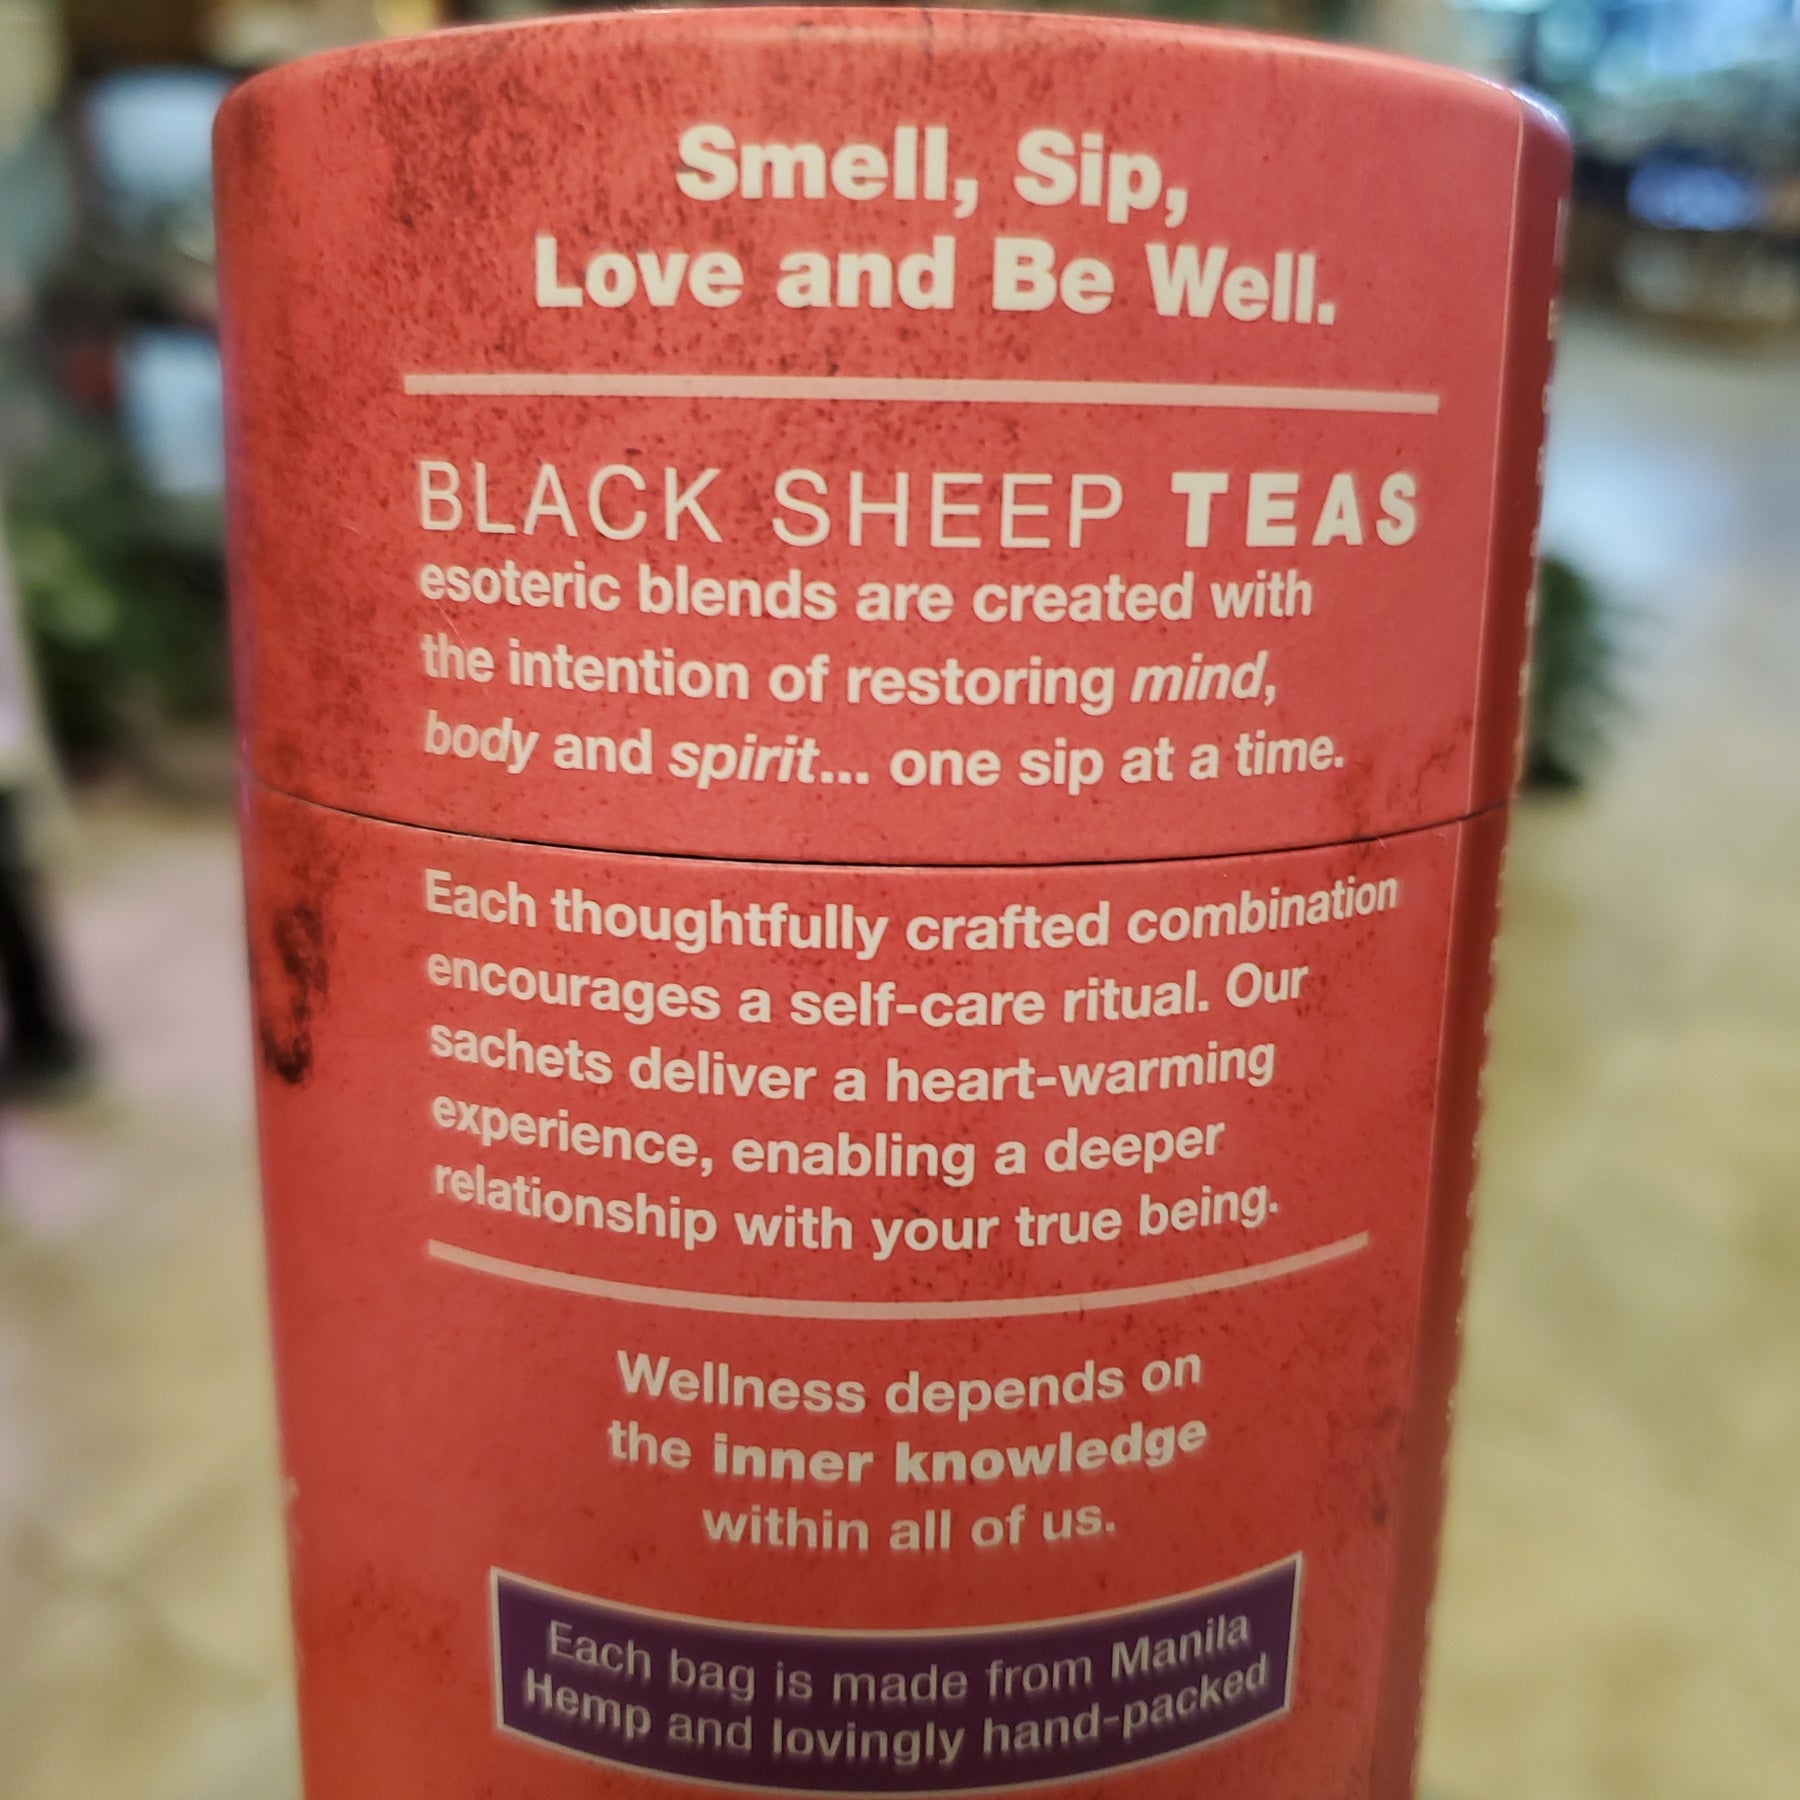 Smell, Sip,
Love and Be Well.
BLACK SHEEP TEAS
esoteric blends are created with
the intention of restoring mind,
body and spirit... one sip at a time.
Each thoughtfully crafted combination
encourages a self-care ritual. Our
sachets deliver a heart-warming
experience, enabling a deeper
relationship with your true being.
Wellness depends on
the inner knowledge
within all of us.
Each bag is made from Manila
Hemp and lovingly hand-packed